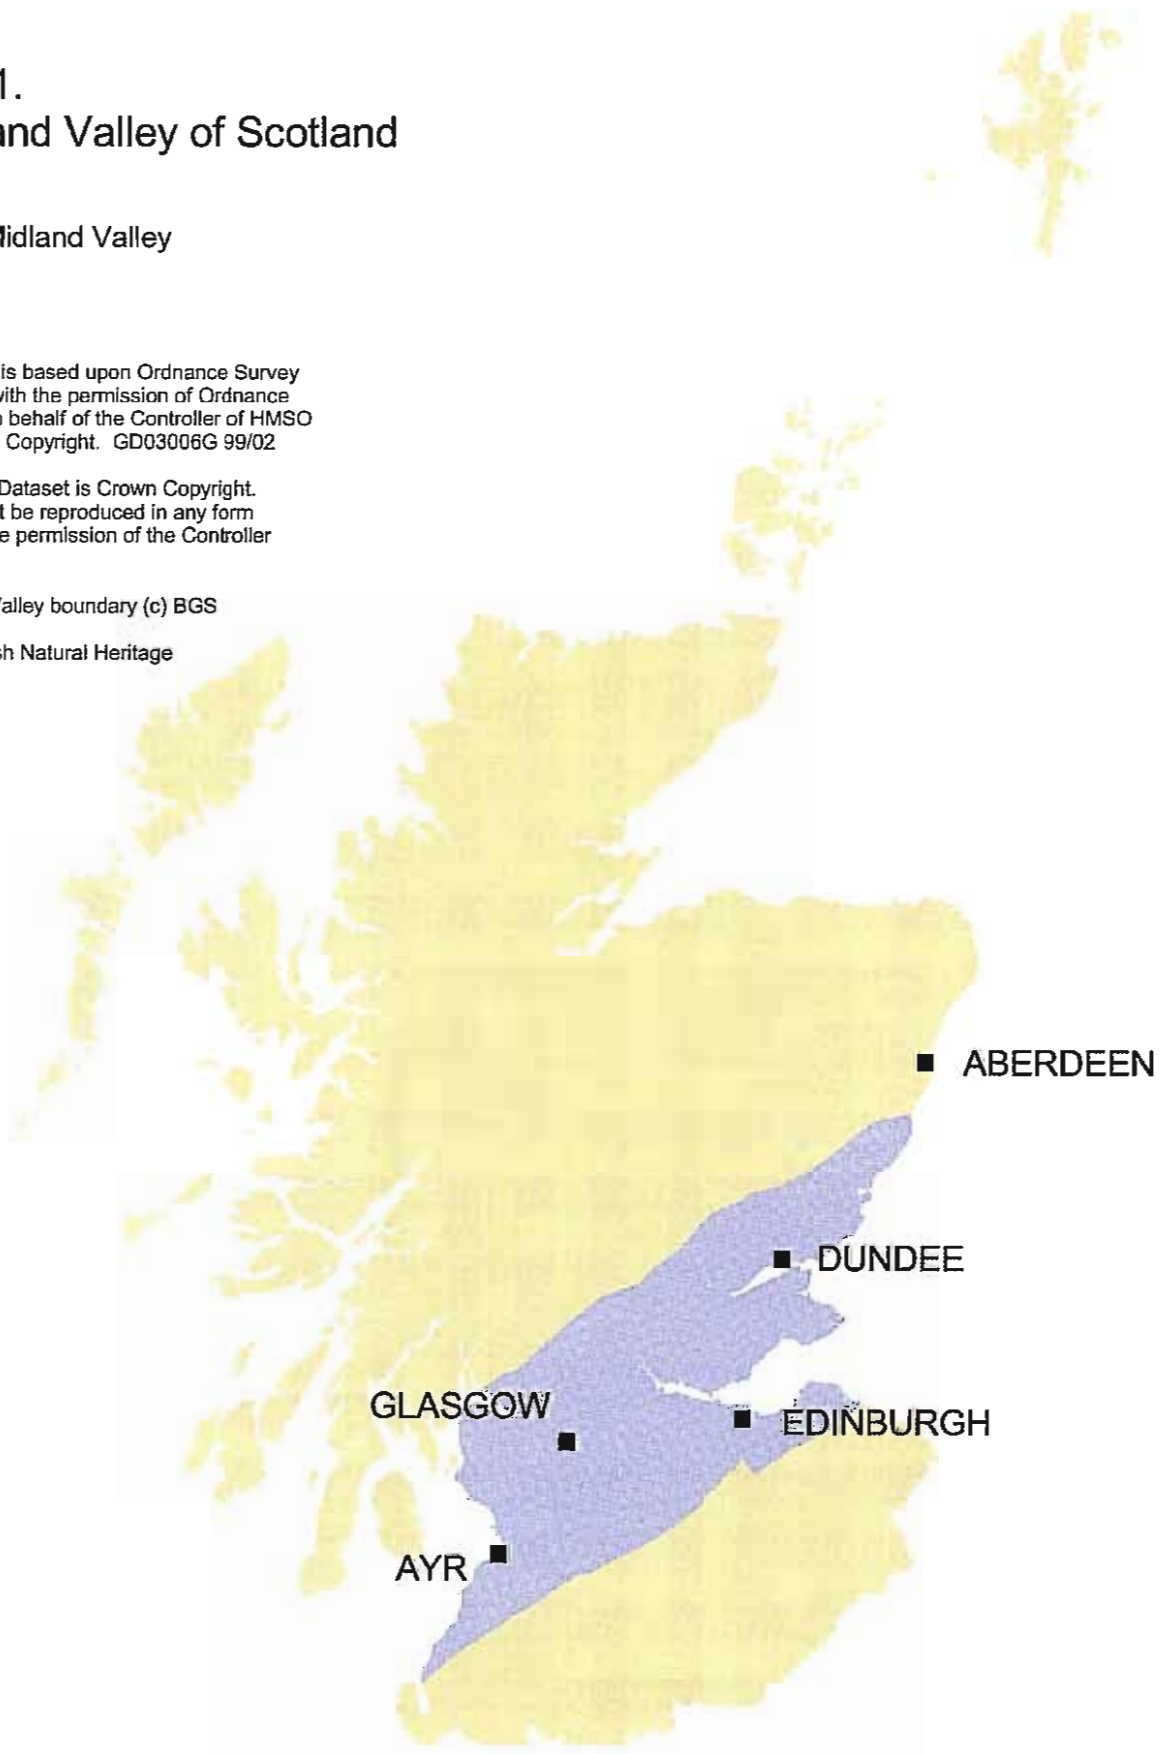 1.
and Valley of Scotland
Midland Valley
is based upon Ordnance Survey
with the permission of Ordnance
behalf of the Controller of HMSO
Copyright. GD03006G 99/02
Dataset is Crown Copyright.
be reproduced in any form
permission of the Controller
Valley boundary (c) BGS
sh Natural Heritage
ABERDEEN
DUNDEE
GLASGOW
EDINBURGH
AYR